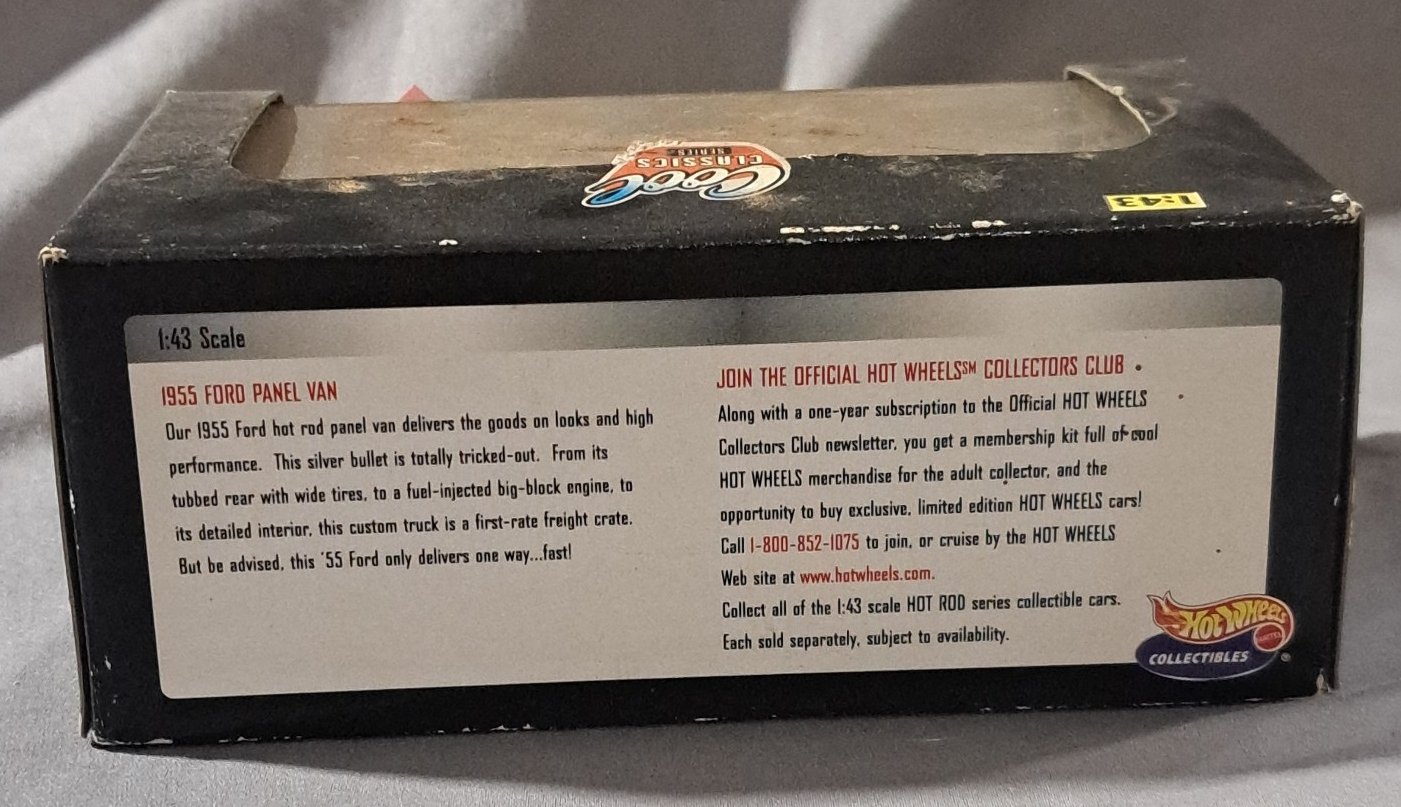 Cool
CLASSICS
SERIES
1:43
1:43 Scale
1955 FORD PANEL VAN
Our 1955 Ford hot rod panel van delivers the goods on looks and high
performance. This silver bullet is totally tricked-out. From its
tubbed rear with wide tires, to a fuel-injected big-block engine, to
its detailed interior, this custom truck is a first-rate freight crate.
But be advised, this '55 Ford only delivers one way...fast!
JOIN THE OFFICIAL HOT WHEELS℠ COLLECTORS CLUB
Along with a one-year subscription to the Official HOT WHEELS
Collectors Club newsletter, you get a membership kit full of cool
HOT WHEELS merchandise for the adult collector, and the
opportunity to buy exclusive, limited edition HOT WHEELS cars!
Call 1-800-852-1075 to join, or cruise by the HOT WHEELS
Web site at www.hotwheels.com.
Collect all of the 1:43 scale HOT ROD series collectible cars.
Each sold separately, subject to availability.
HOT WHEELS
MATTEL
COLLECTIBLES
®